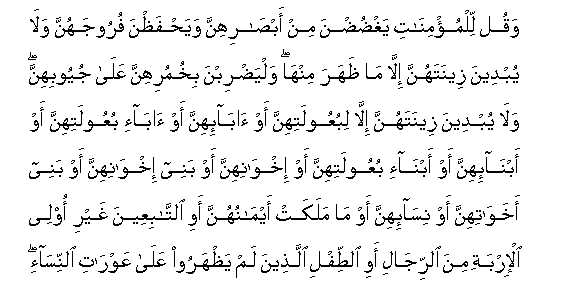 وَقُل لِّلْمُؤْمِنَـٰتِ يَغْضُضْنَ مِنْ أَبْصَـٰرِهِنَّ وَيَحْفَظْنَ فُرُوجَهُنَّ وَلَا
يُبْدِينَ زِينَتَهُنَّ إِلَّا مَا ظَهَرَ مِنْهَا ۖ وَلْيَضْرِبْنَ بِخُمُرِهِنَّ عَلَىٰ جُيُوبِهِنَّ ۖ
وَلَا يُبْدِينَ زِينَتَهُنَّ إِلَّا لِبُعُولَتِهِنَّ أَوْ ءَابَآئِهِنَّ أَوْ ءَابَآءِ بُعُولَتِهِنَّ أَوْ
أَبْنَآئِهِنَّ أَوْ أَبْنَآءِ بُعُولَتِهِنَّ أَوْ إِخْوَٰنِهِنَّ أَوْ بَنِىٓ إِخْوَٰنِهِنَّ أَوْ بَنِىٓ
أَخَوَٰتِهِنَّ أَوْ نِسَآئِهِنَّ أَوْ مَا مَلَكَتْ أَيْمَـٰنُهُنَّ أَوِ ٱلتَّـٰبِعِينَ غَيْرِ أُو۟لِى
ٱلْإِرْبَةِ مِنَ ٱلرِّجَالِ أَوِ ٱلطِّفْلِ ٱلَّذِينَ لَمْ يَظْهَرُوا۟ عَلَىٰ عَوْرَٰتِ ٱلنِّسَآءِ ۖ